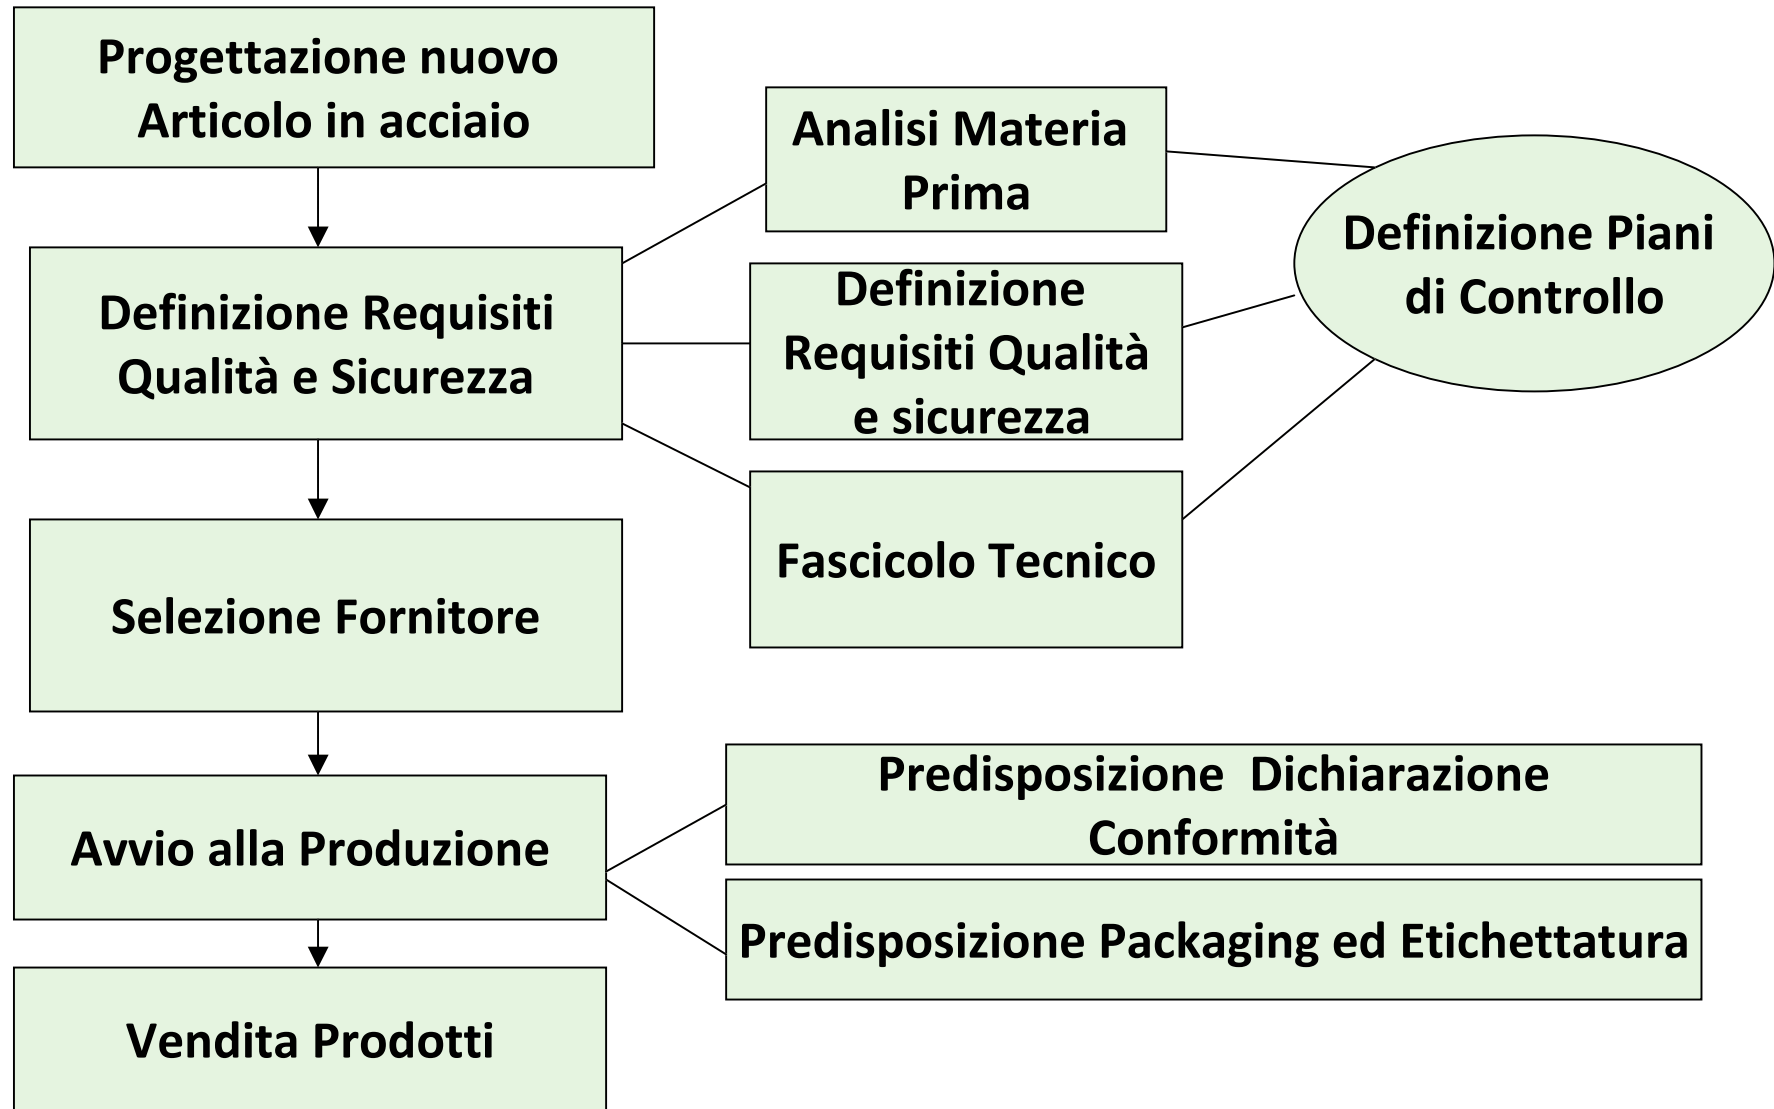 Progettazione nuovo
Articolo in acciaio
Analisi Materia
Prima
Definizione Piani
di Controllo
Definizione Requisiti
Qualità e Sicurezza
Definizione
Requisiti Qualità
e sicurezza
Fascicolo Tecnico
Selezione Fornitore
Avvio alla Produzione
Predisposizione  Dichiarazione
Conformità
Predisposizione Packaging ed Etichettatura
Vendita Prodotti